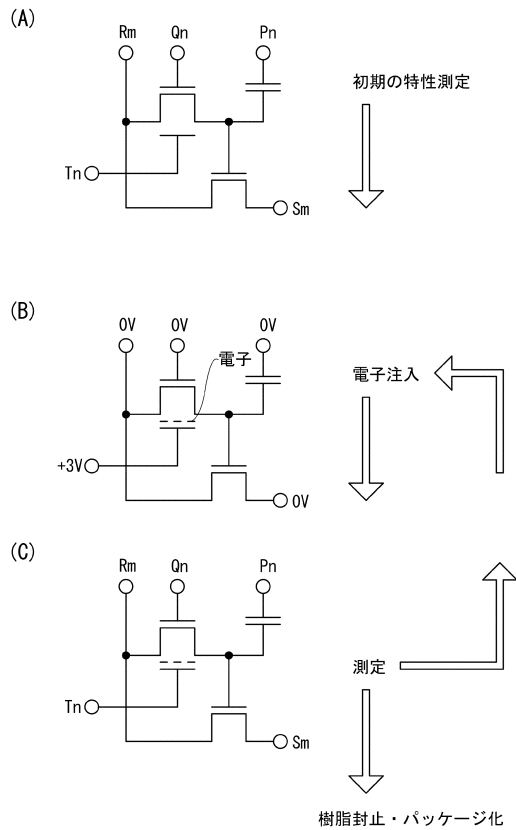 (A)
Rm Qn Pn
初期の特性測定
Tn
Sm
(B)
0V 0V 0V
電子
電子注入
+3V
0V
(C)
Rm Qn Pn
測定
Tn
Sm
樹脂封止・パッケージ化